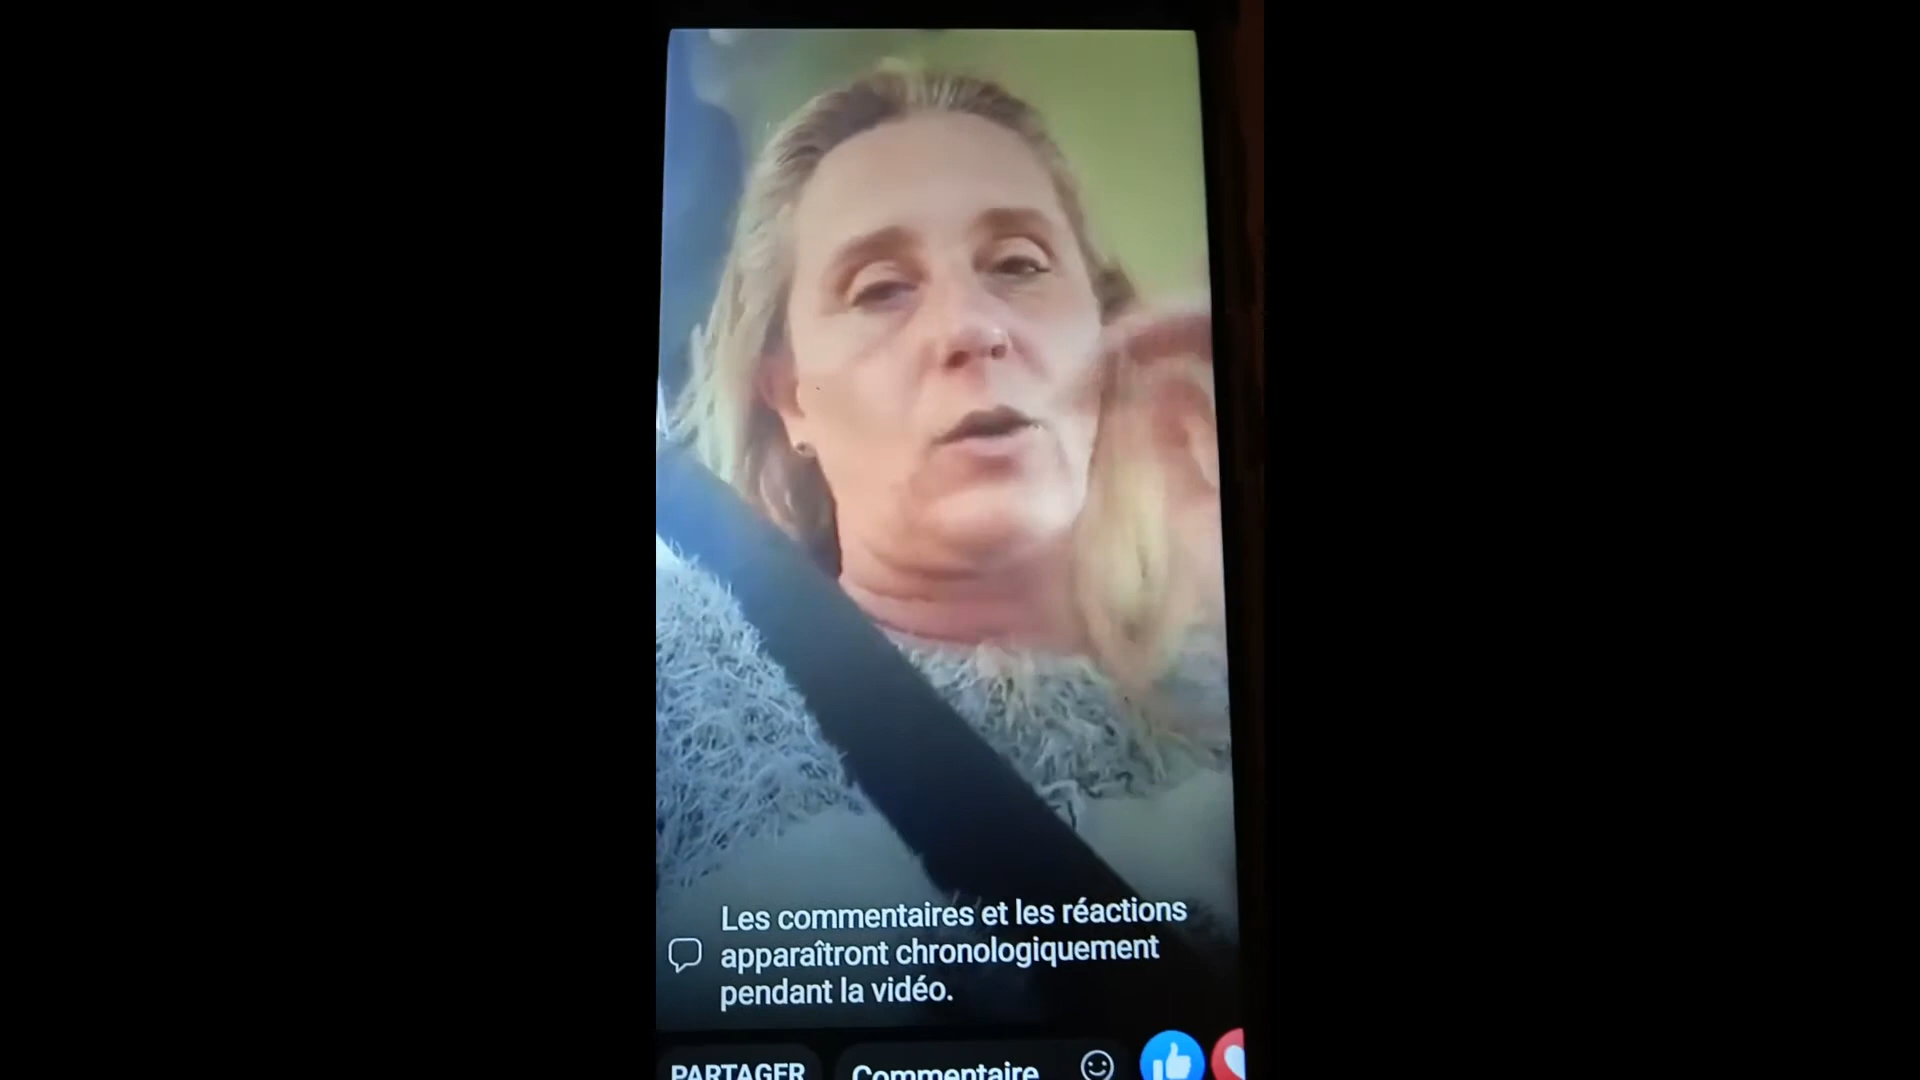 Les commentaires et les réactions
apparaîtront chronologiquement
pendant la vidéo.
PARTAGER
Commentaire